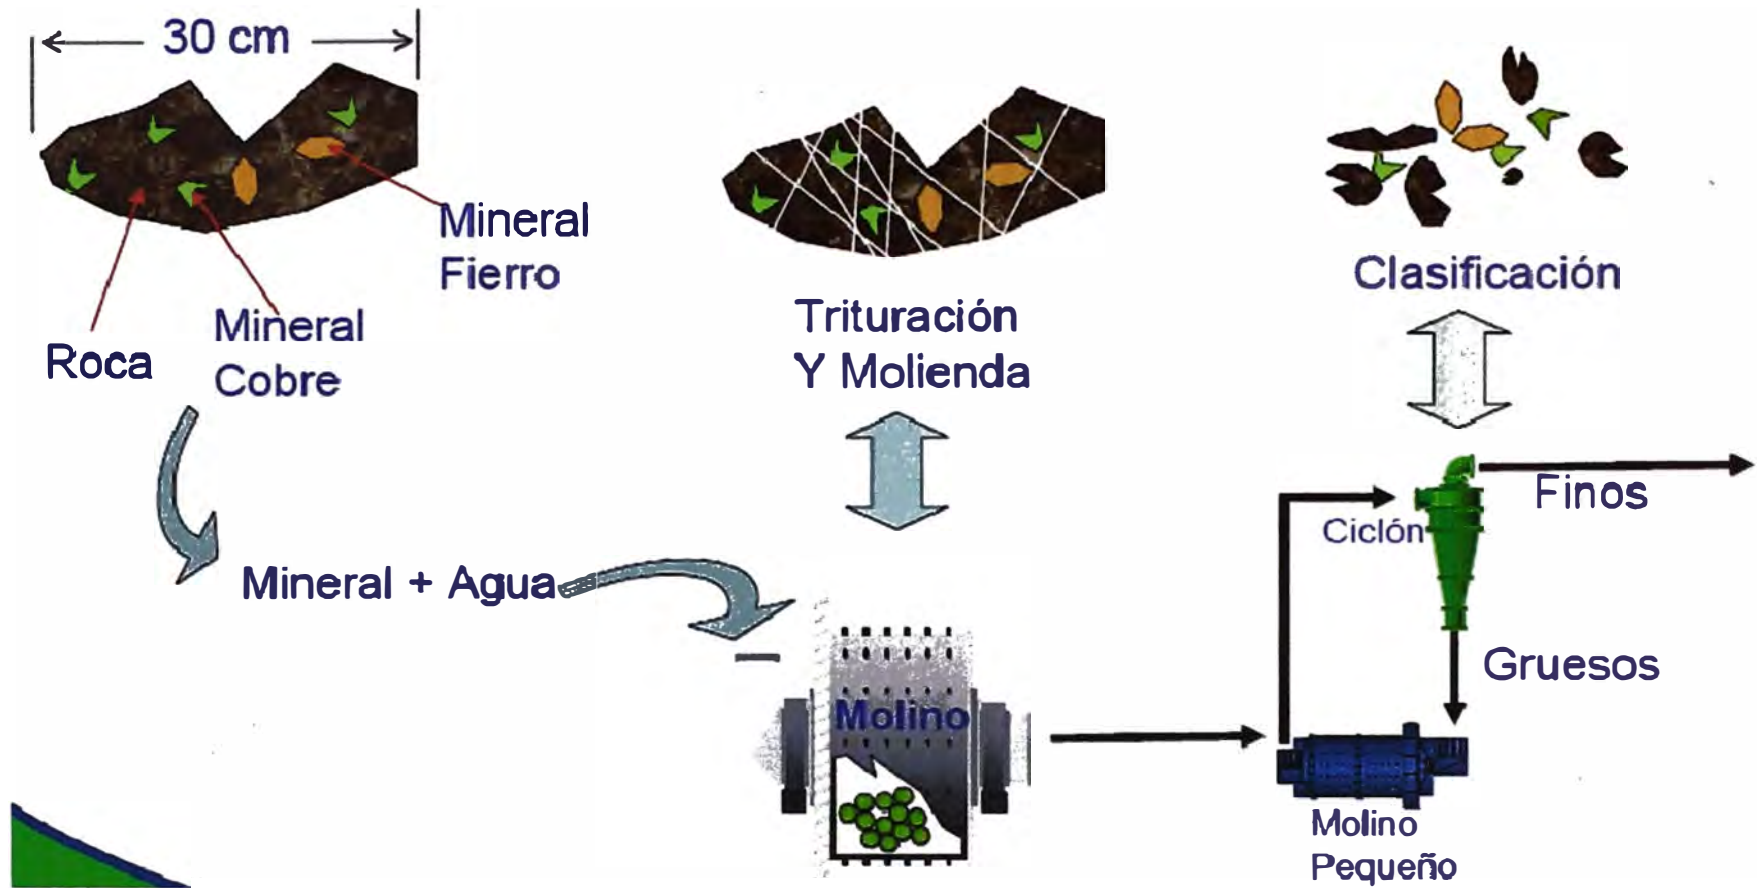 30 cm
Mineral
Fierro
Mineral
Cobre
Roca
Trituración
Y Molienda
Clasificación
Mineral + Agua
Molino
Ciclón
Finos
Gruesos
Molino
Pequeño